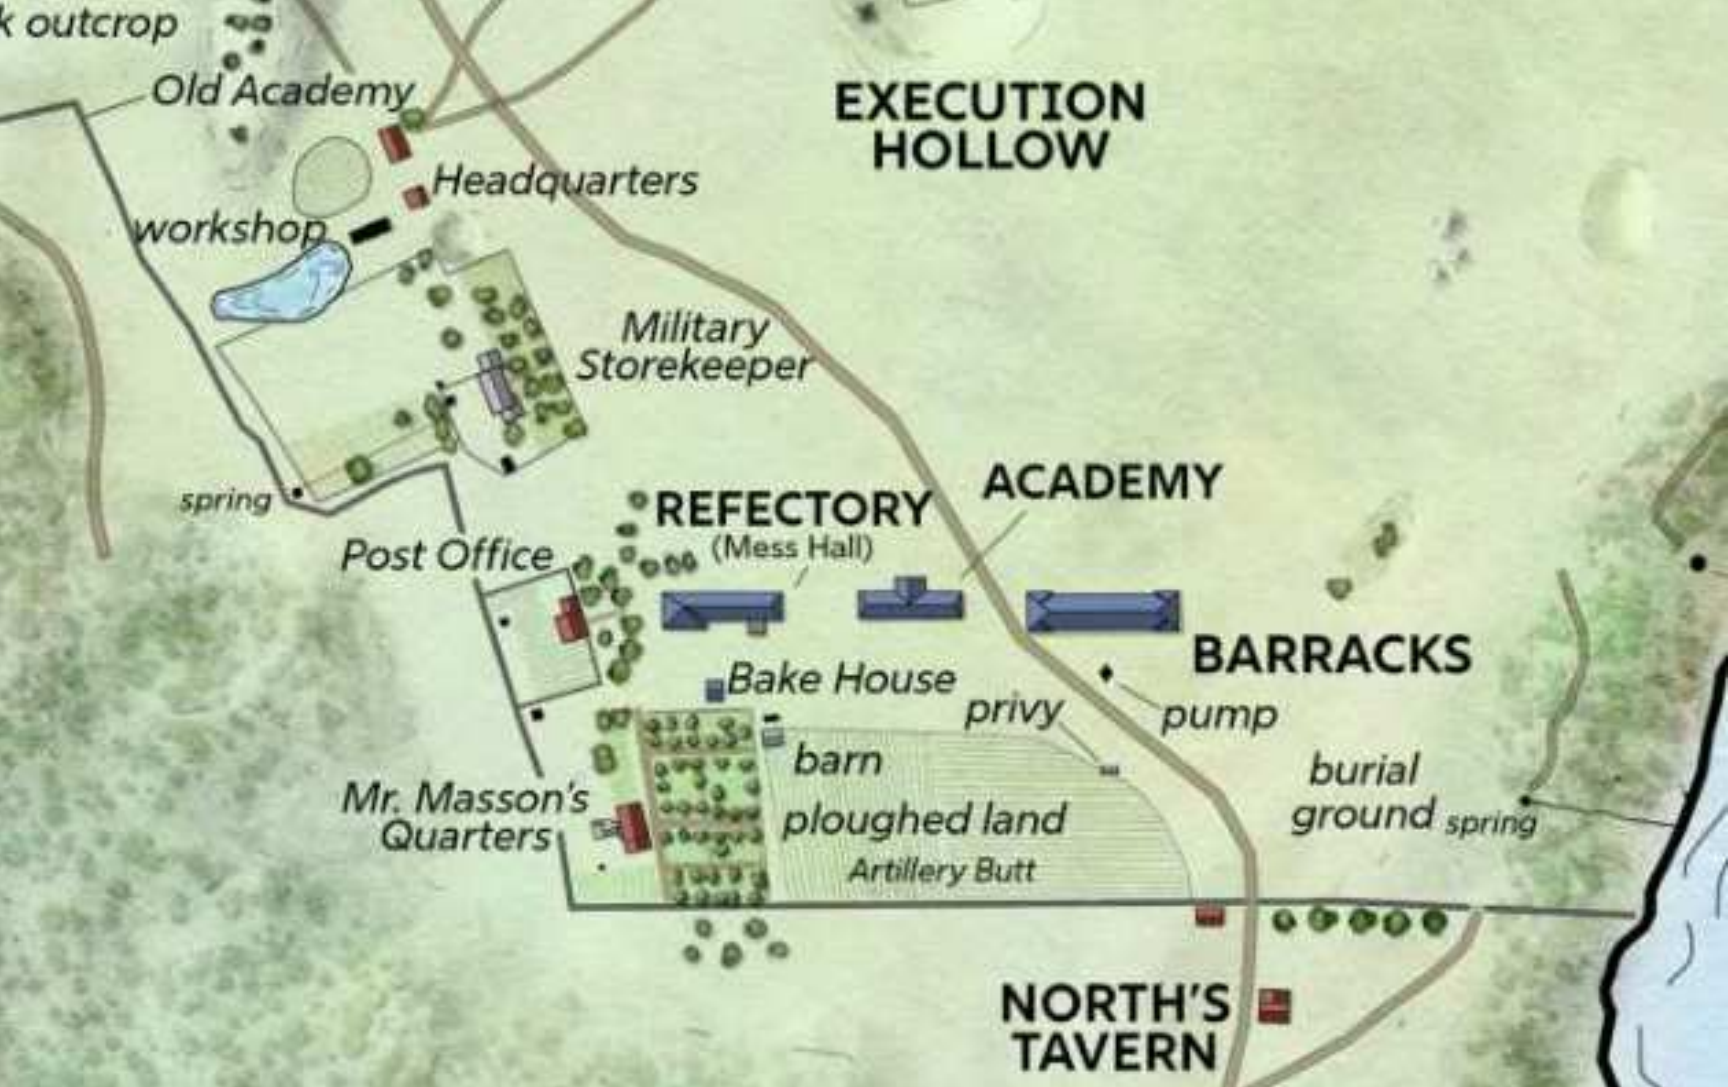 k outcrop
Old Academy
EXECUTION
HOLLOW
Headquarters
workshop
Military
Storekeeper
ACADEMY
spring
REFECTORY
(Mess Hall)
Post Office
BARRACKS
Bake House
privy
pump
barn
burial
ground
spring
Mr. Masson's
Quarters
ploughed land
Artillery Butt
NORTH'S
TAVERN